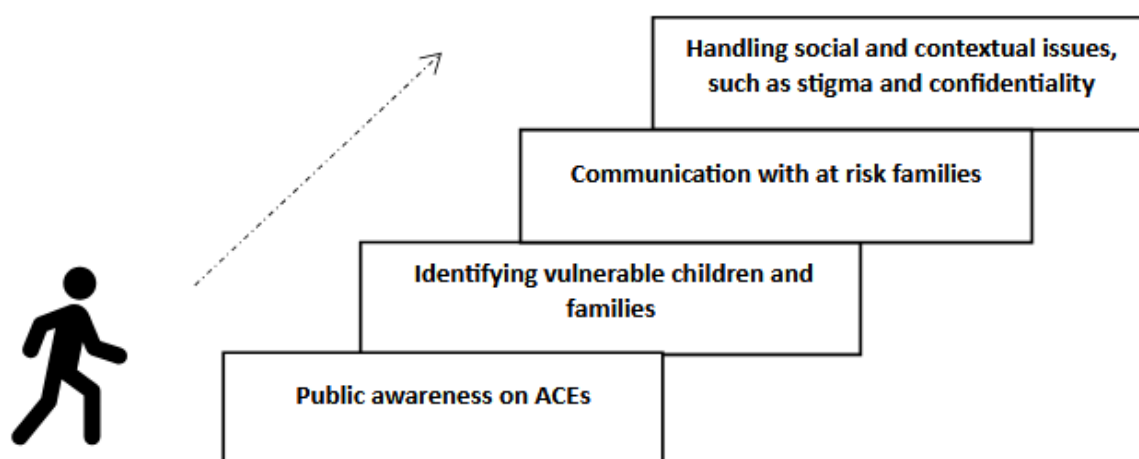 Handling social and contextual issues,
such as stigma and confidentiality
Communication with at risk families
Identifying vulnerable children and
families
Public awareness on ACEs